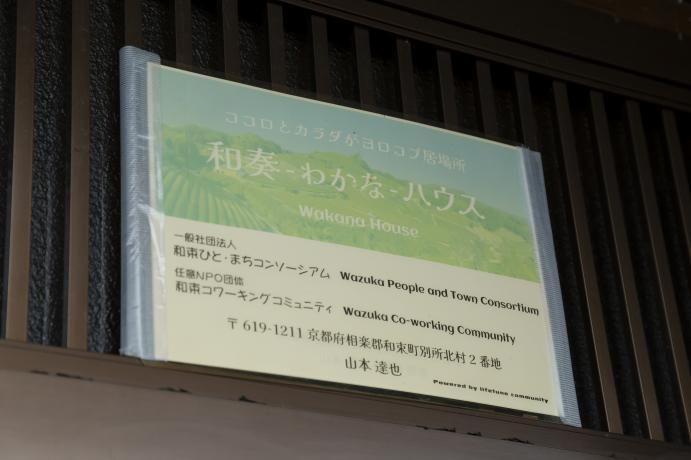 ココロとカラダがヨロコブ居場所
和奏-わかな-ハウス
Wakana House
一般社団法人
和束ひと・まちコンソーシアム Wazuka People and Town Consortium
任意NPO団体
和束コワーキングコミュニティ Wazuka Co-working Community
〒619-1211 京都府相楽郡和束町別所北村2番地
山本 達也
Powered by lifetune community